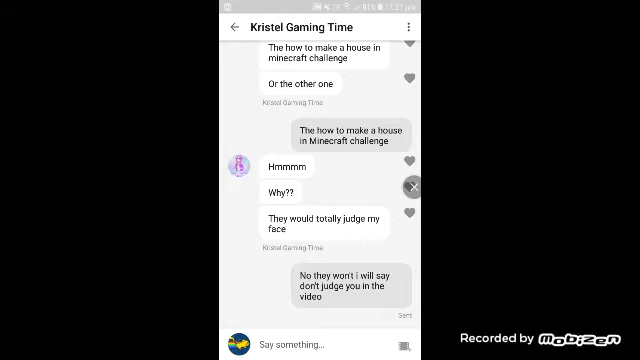 81% 11:21 pm
Kristel Gaming Time
The how to make a house in
minecraft challenge
Or the other one
Kristel Gaming Time
The how to make a house
in Minecraft challenge
Hmmmm
Why??
They would totally judge my
face
Kristel Gaming Time
No they won't i will say
don't judge you in the
video
Sent
Say something...
Recorded by Mobizen